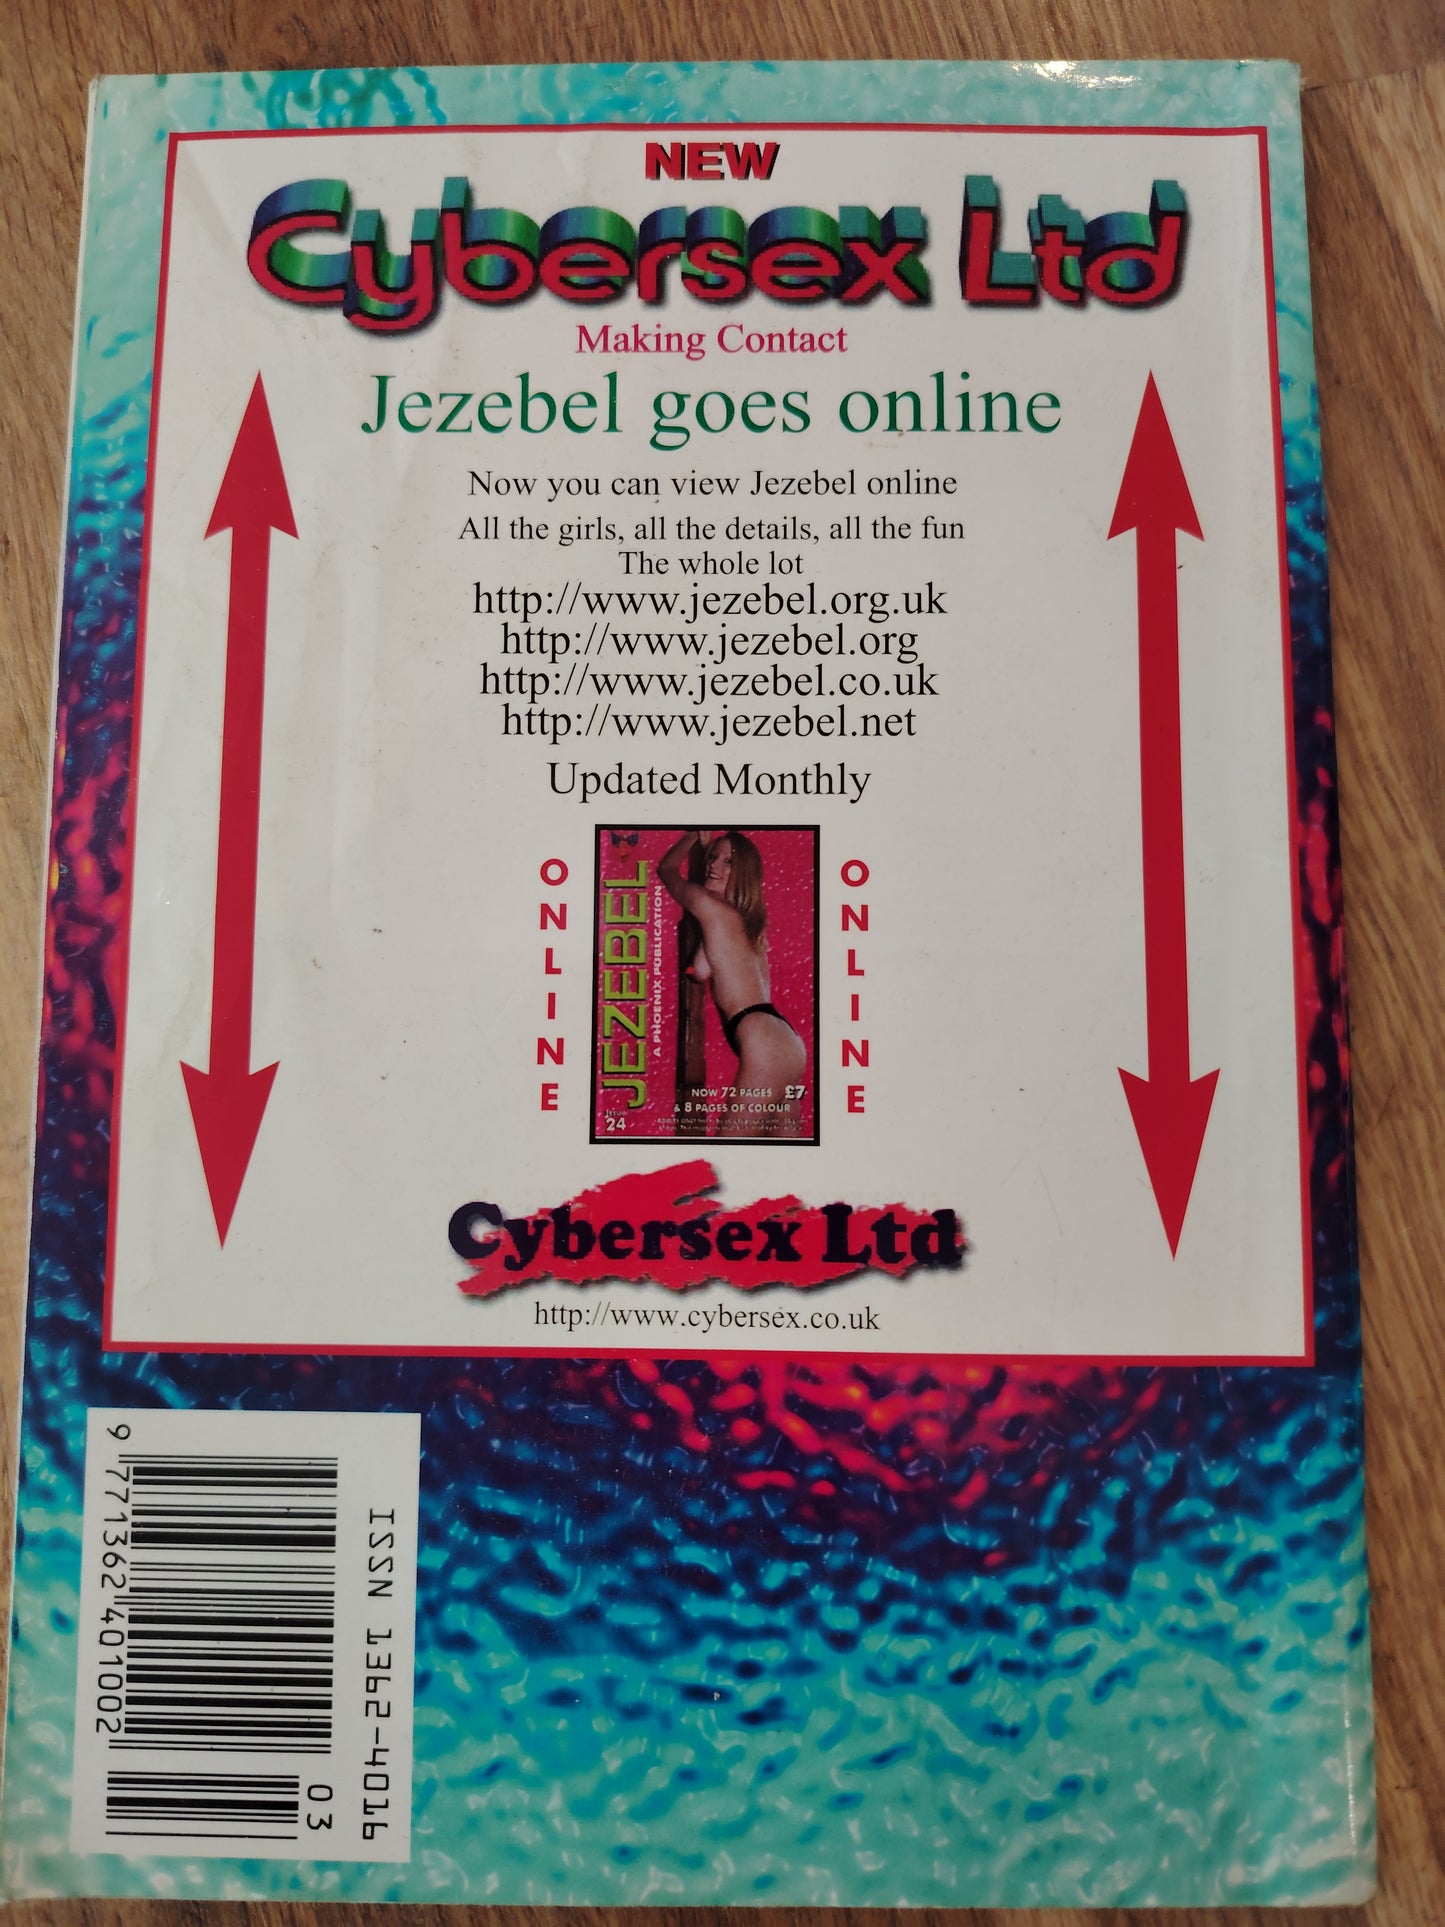 NEW
Cybersex Ltd
Making Contact
Jezebel goes online
Now you can view Jezebel online
All the girls, all the details, all the fun
The whole lot
http://www.jezebel.org.uk
http://www.jezebel.org
http://www.jezebel.co.uk
http://www.jezebel.net
Updated Monthly
ONLINE
JEZEBEL
A PHOENIX PUBLICATION
NOW 72 PAGES £7
& 8 PAGES OF COLOUR
ISSUE
24
ONLINE
Cybersex Ltd
http://www.cybersex.co.uk
ISSN 1362-4016
9 771362 401002
03